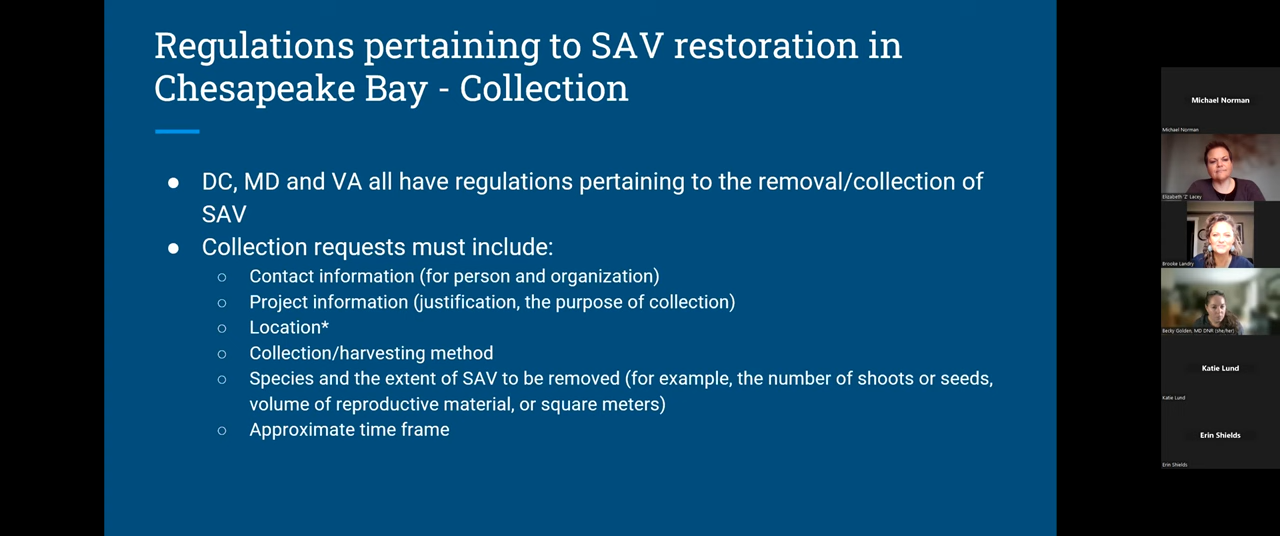 Regulations pertaining to SAV restoration in
Chesapeake Bay - Collection
● DC, MD and VA all have regulations pertaining to the removal/collection of
SAV
● Collection requests must include:
○ Contact information (for person and organization)
○ Project information (justification, the purpose of collection)
○ Location*
○ Collection/harvesting method
○ Species and the extent of SAV to be removed (for example, the number of shoots or seeds,
volume of reproductive material, or square meters)
○ Approximate time frame
Michael Norman
Michael Norman
Elizabeth 'Z' Lacey
Brooke Landry
Becky Golden, MD DNR (she/her)
Katie Lund
Katie Lund
Erin Shields
Erin Shields